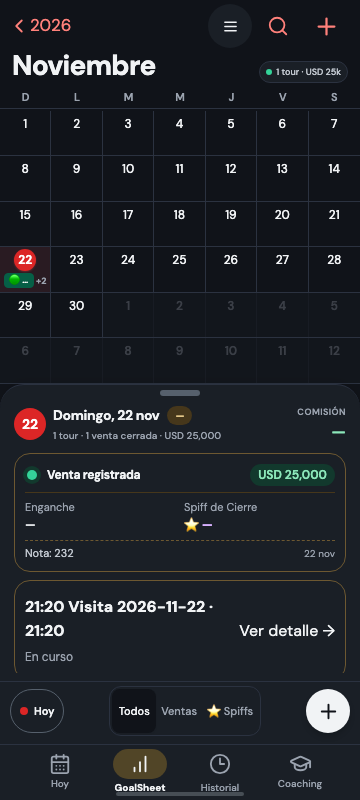 2026
Noviembre
1 tour · USD 25k
D L M M J V S
1 2 3 4 5 6 7
8 9 10 11 12 13 14
15 16 17 18 19 20 21
22 23 24 25 26 27 28
... +2
29 30 1 2 3 4 5
6 7 8 9 10 11 12
22 Domingo, 22 nov –
COMISIÓN
1 tour · 1 venta cerrada · USD 25,000
–
Venta registrada USD 25,000
Enganche Spiff de Cierre
– ⭐ –
Nota: 232 22 nov
21:20 Visita 2026-11-22 ·
21:20 Ver detalle →
En curso
Hoy Todos Ventas ⭐ Spiffs +
Hoy GoalSheet Historial Coaching